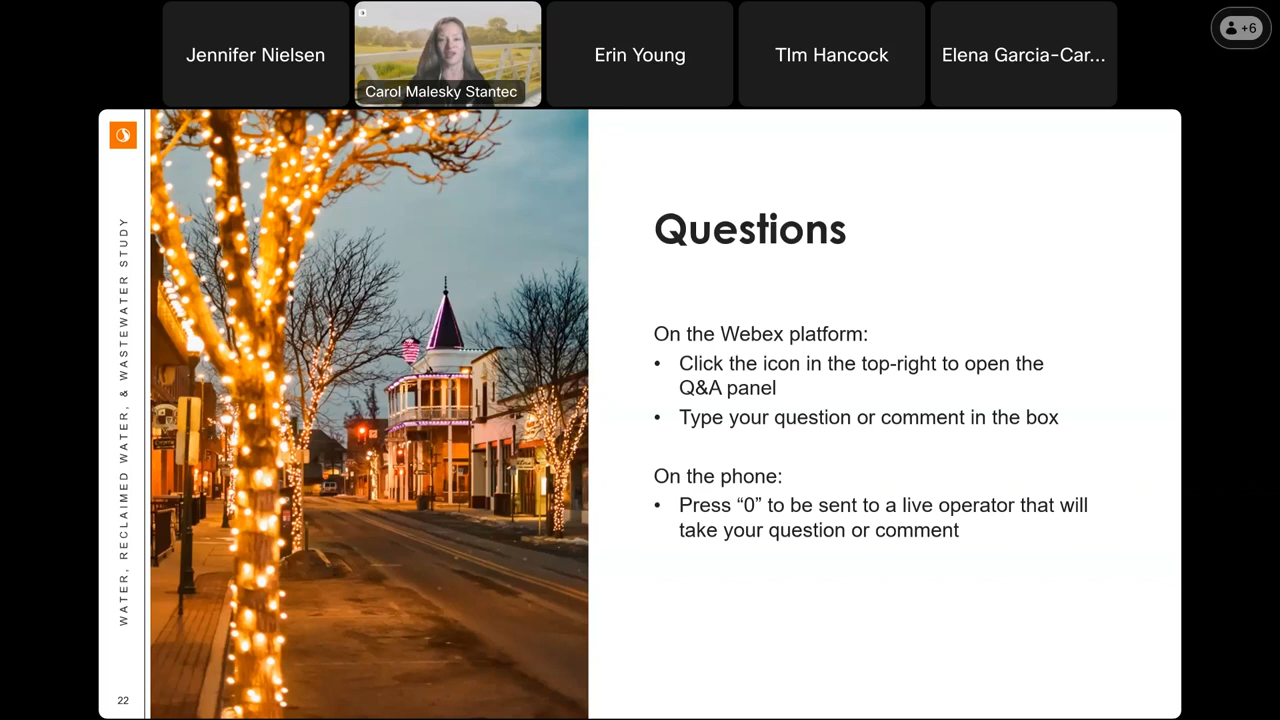 Jennifer Nielsen
Carol Malesky Stantec
Erin Young
TIm Hancock
Elena Garcia-Car...
+6
WATER, RECLAIMED WATER, & WASTEWATER STUDY
22
Questions
On the Webex platform:
• Click the icon in the top-right to open the
Q&A panel
• Type your question or comment in the box
On the phone:
• Press “0” to be sent to a live operator that will
take your question or comment